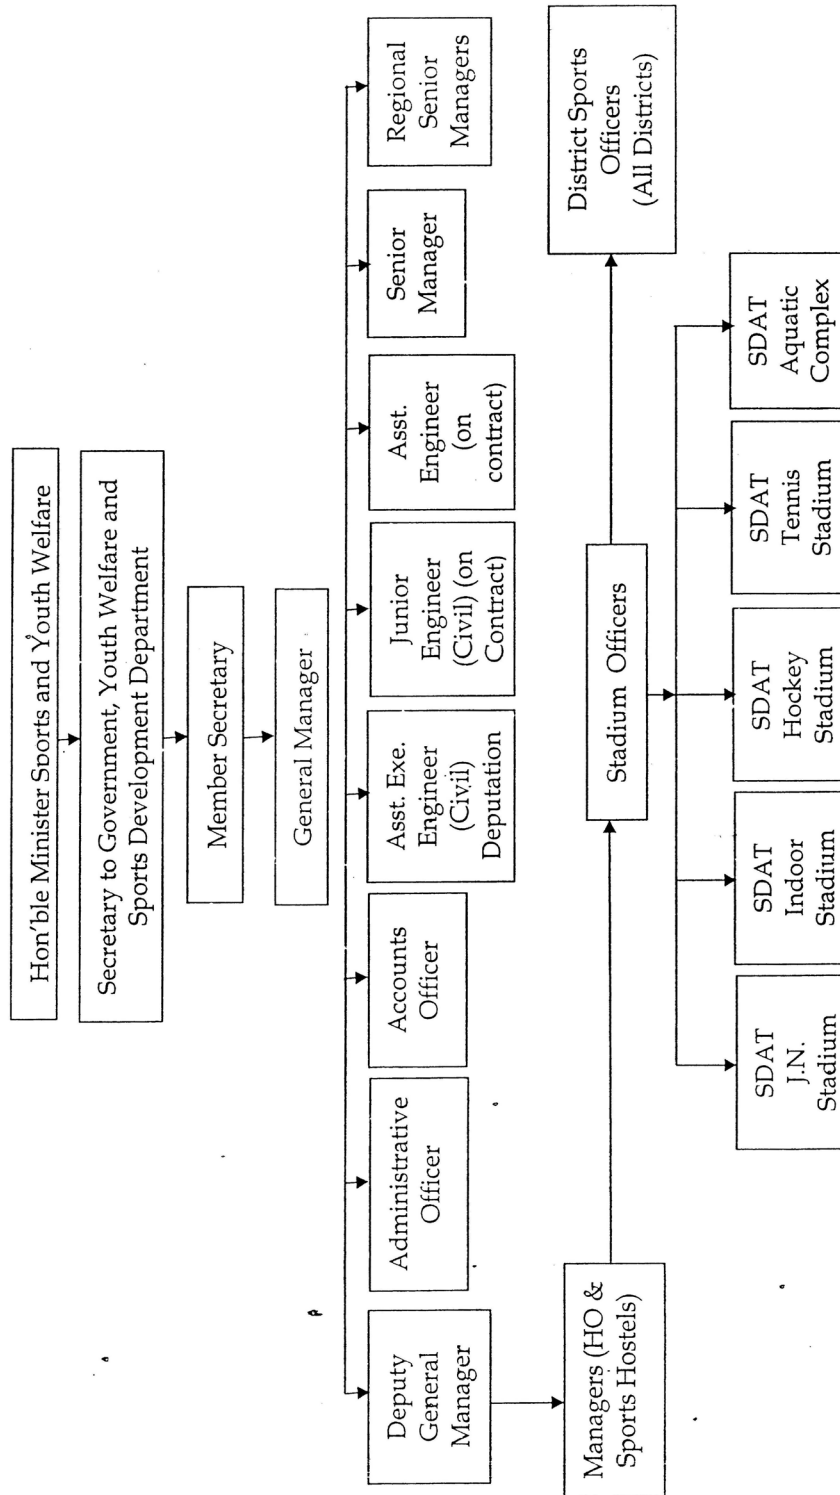 Hon'ble Minister Sports and Youth Welfare
Secretary to Government, Youth Welfare and
Sports Development Department
Member Secretary
General Manager
Deputy
General
Manager
Administrative
Officer
Accounts
Officer
Asst. Exe.
Engineer
(Civil)
Deputation
Junior
Engineer
(Civil) (on
Contract)
Asst.
Engineer
(on
contract)
Senior
Manager
Regional
Senior
Managers
Managers (HO &
Sports Hostels)
Stadium Officers
District Sports
Officers
(All Districts)
SDAT
J.N.
Stadium
SDAT
Indoor
Stadium
SDAT
Hockey
Stadium
SDAT
Tennis
Stadium
SDAT
Aquatic
Complex